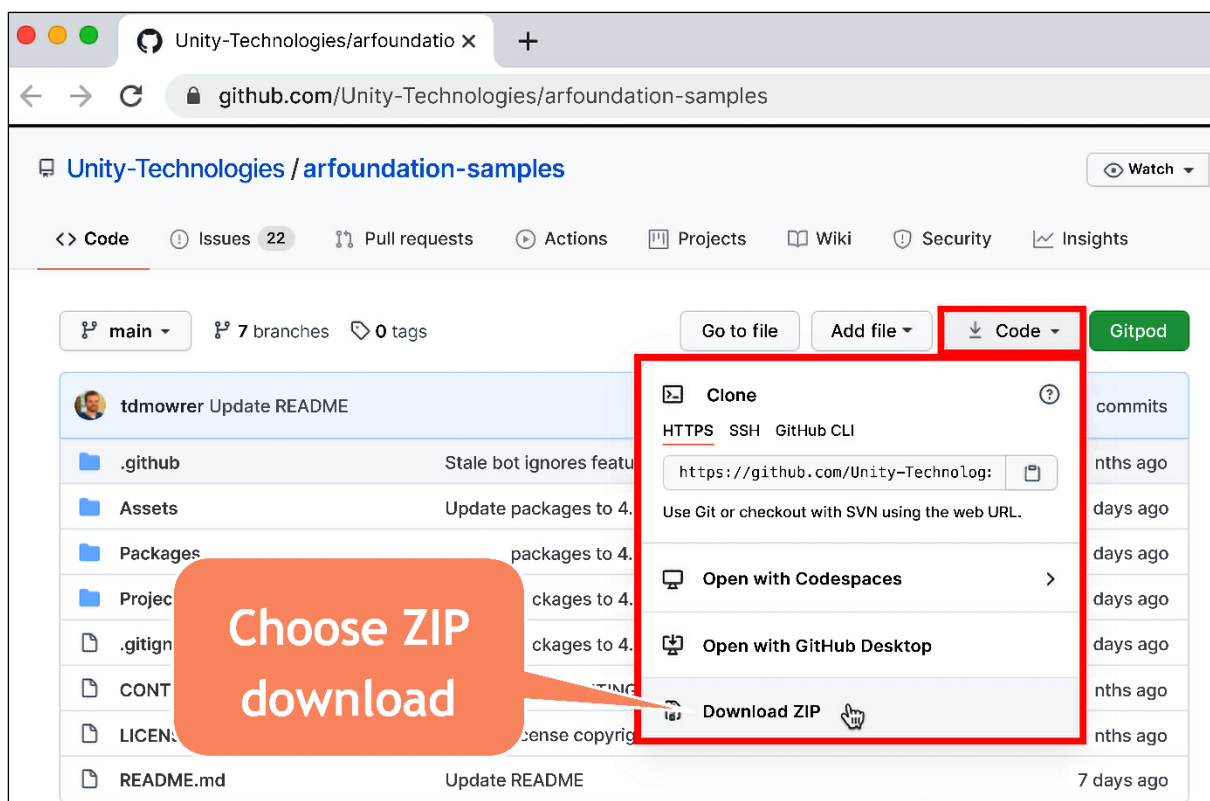 Unity-Technologies/arfoundatio
github.com/Unity-Technologies/arfoundation-samples
Unity-Technologies / arfoundation-samples
Watch
<> Code Issues 22 Pull requests Actions Projects Wiki Security Insights
main 7 branches 0 tags Go to file Add file Code Gitpod
tdmowrer Update README commits
Clone
HTTPS SSH GitHub CLI
https://github.com/Unity-Technolog:
Use Git or checkout with SVN using the web URL.
Open with Codespaces
Open with GitHub Desktop
Download ZIP
.github Stale bot ignores featu nths ago
Assets Update packages to 4. days ago
Packages packages to 4. days ago
Projec ckages to 4. days ago
.gitign ckages to 4. days ago
CONT TING nths ago
LICENS cense copyrig nths ago
README.md Update README 7 days ago
Choose ZIP
download